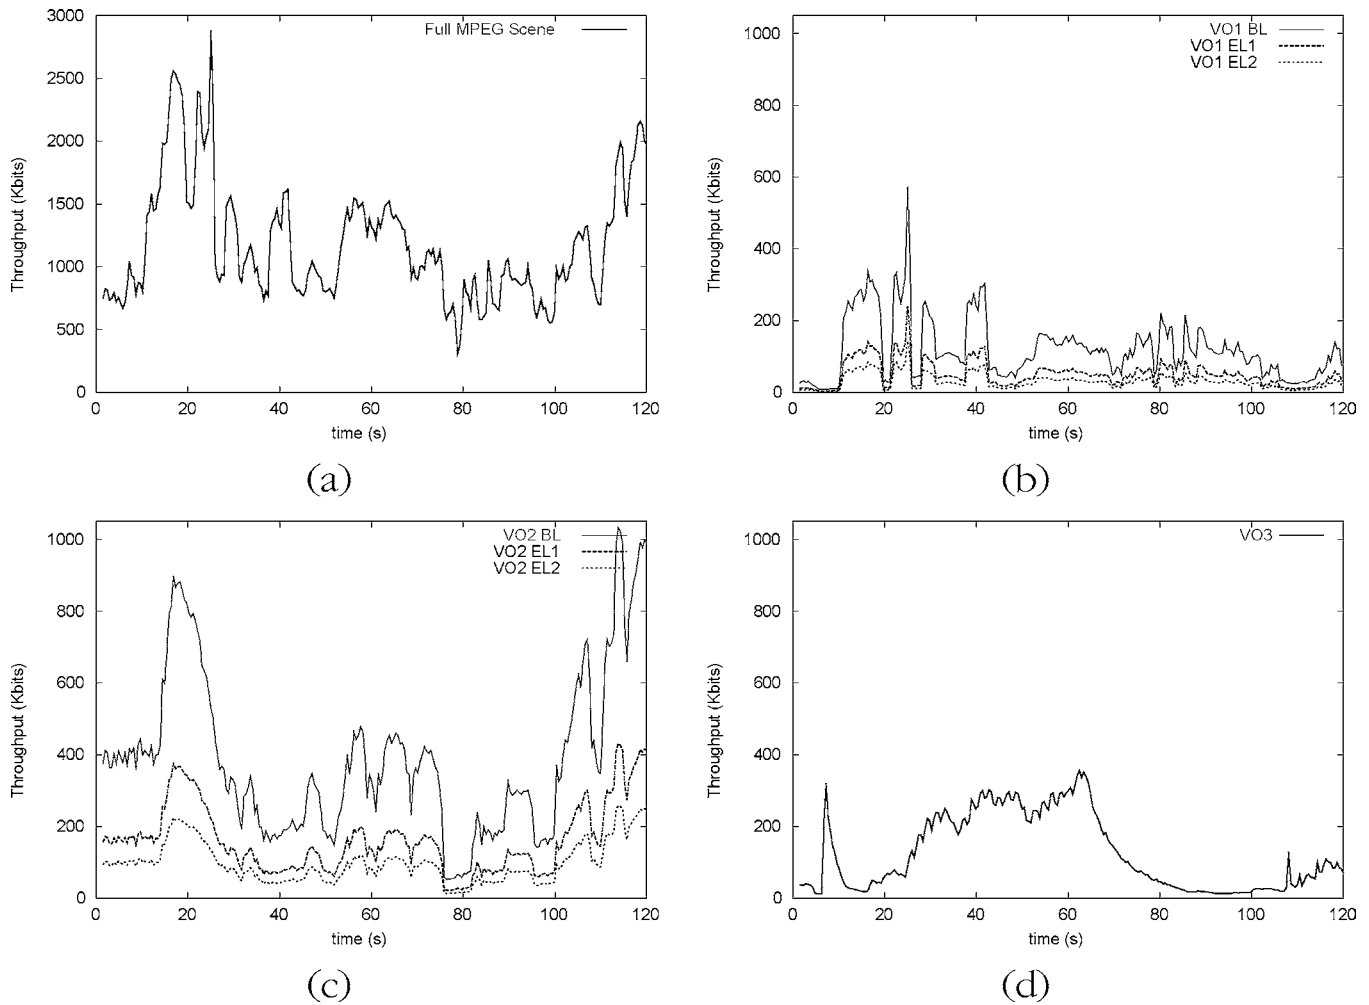 3000
2500
2000
1500
1000
500
0
Throughput (Kbits)
Full MPEG Scene
0 20 40 60 80 100 120
time (s)
(a)
1000
800
600
400
200
0
Throughput (Kbits)
VO1 BL
VO1 EL1
VO1 EL2
0 20 40 60 80 100 120
time (s)
(b)
1000
800
600
400
200
0
Throughput (Kbits)
VO2 BL
VO2 EL1
VO2 EL2
0 20 40 60 80 100 120
time (s)
(c)
1000
800
600
400
200
0
Throughput (Kbits)
VO3
0 20 40 60 80 100 120
time (s)
(d)